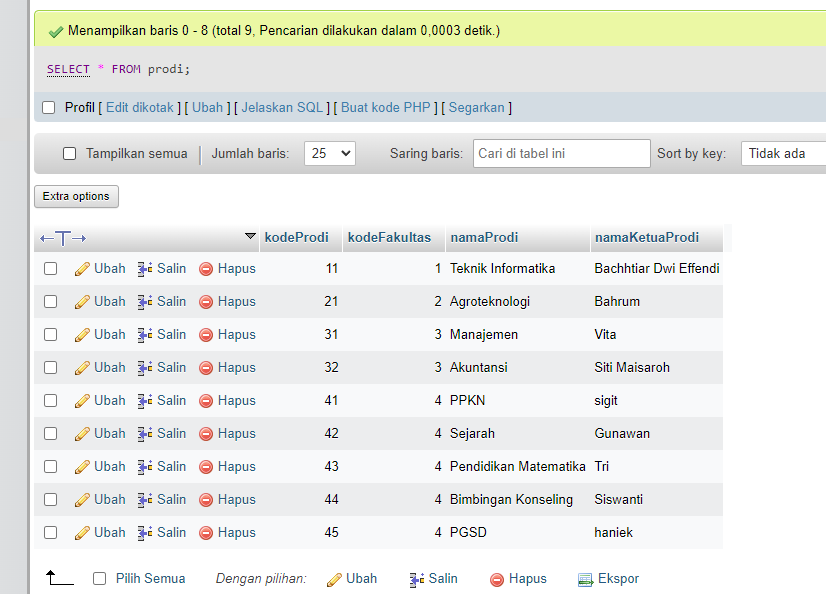 Menampilkan baris 0 - 8 (total 9, Pencarian dilakukan dalam 0,0003 detik.)
SELECT * FROM prodi;
Profil [ Edit dikotak ] [ Ubah ] [ Jelaskan SQL ] [ Buat kode PHP ] [ Segarkan ]
Tampilkan semua Jumlah baris: 25 Saring baris: Cari di tabel ini Sort by key: Tidak ada
Extra options
←T→ kodeProdi kodeFakultas namaProdi namaKetuaProdi
Ubah Salin Hapus 11 1 Teknik Informatika Bachhtiar Dwi Effendi
Ubah Salin Hapus 21 2 Agroteknologi Bahrum
Ubah Salin Hapus 31 3 Manajemen Vita
Ubah Salin Hapus 32 3 Akuntansi Siti Maisaroh
Ubah Salin Hapus 41 4 PPKN sigit
Ubah Salin Hapus 42 4 Sejarah Gunawan
Ubah Salin Hapus 43 4 Pendidikan Matematika Tri
Ubah Salin Hapus 44 4 Bimbingan Konseling Siswanti
Ubah Salin Hapus 45 4 PGSD haniek
Pilih Semua Dengan pilihan: Ubah Salin Hapus Ekspor